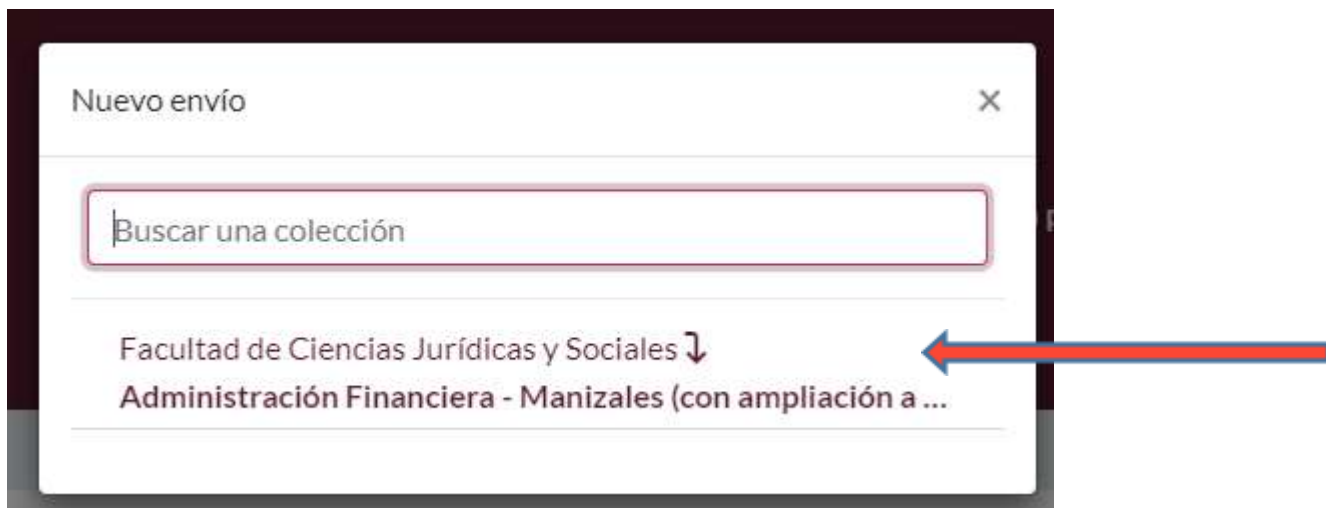 Nuevo envío ×
Buscar una colección
Facultad de Ciencias Jurídicas y Sociales
Administración Financiera - Manizales (con ampliación a ...